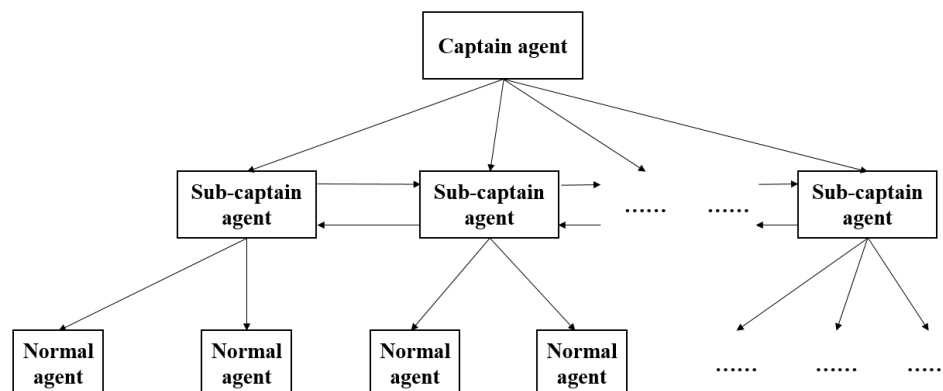 Captain agent
Sub-captain
agent
Sub-captain
agent
...... ......
Sub-captain
agent
Normal
agent
Normal
agent
Normal
agent
Normal
agent
...... ...... ......